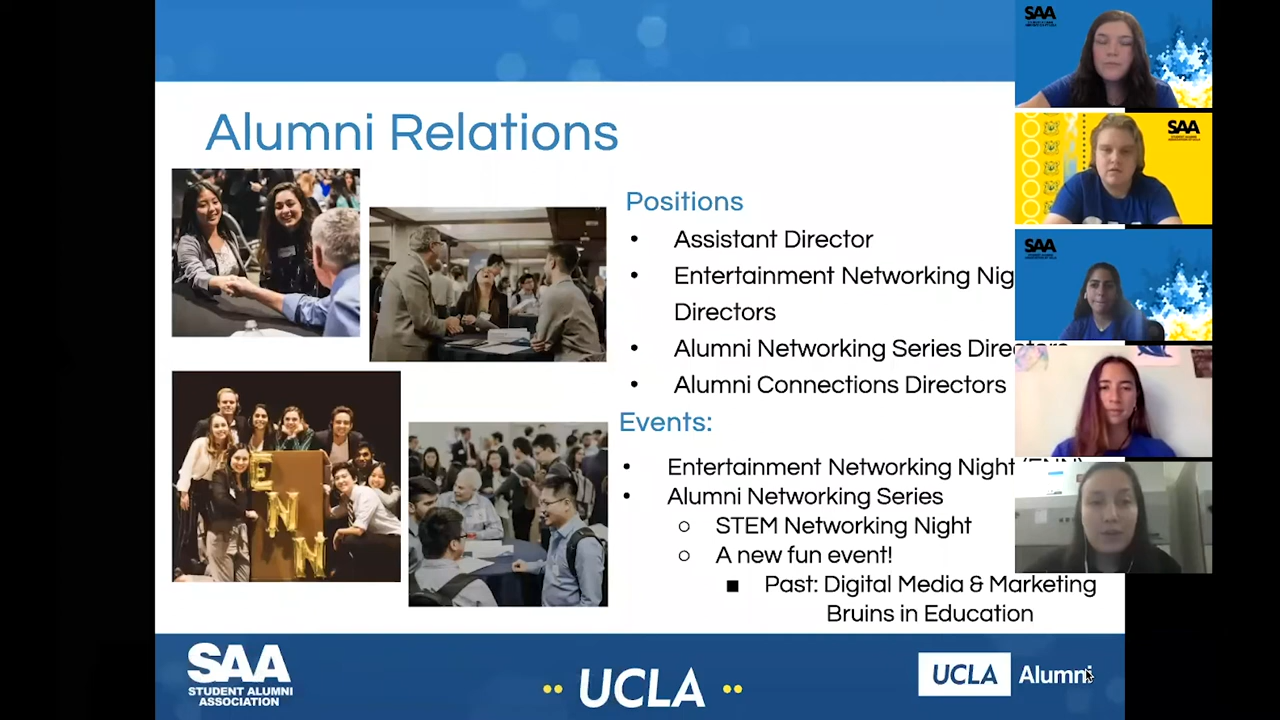 Alumni Relations
Positions
• Assistant Director
• Entertainment Networking Nig
Directors
• Alumni Networking Series Directors
• Alumni Connections Directors
Events:
• Entertainment Networking Night (ENN)
• Alumni Networking Series
○ STEM Networking Night
○ A new fun event!
■ Past: Digital Media & Marketing
Bruins in Education
E
N
N
SAA
STUDENT ALUMNI
ASSOCIATION
UCLA
UCLA Alumni
SAA
SAA
SAA